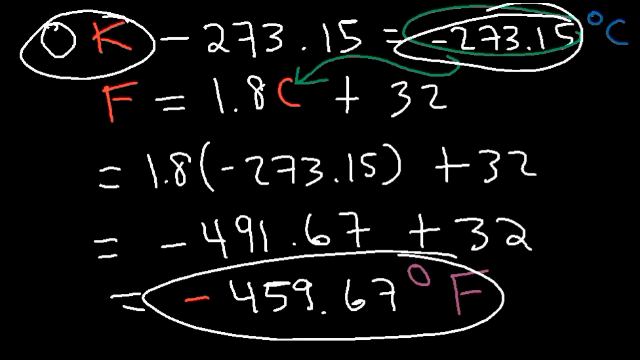 0 K - 273.15 = -273.15 °C
F = 1.8C + 32
= 1.8(-273.15) + 32
= -491.67 + 32
= -459.67° F